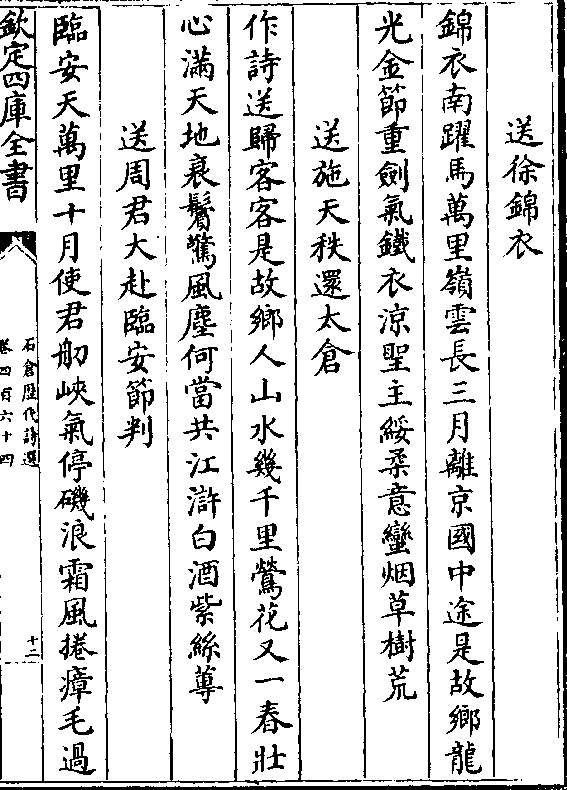 送徐錦衣
錦衣南躍馬萬里嶺雲長三月離京國中途是故鄉龍
光金節重劍氣鐵衣涼聖主綏柔意蠻烟草樹荒
送施天秩還太倉
作詩送歸客客是故鄉人山水幾千里鶯花又一春壯
心滿天地衰鬢驚風塵何當共江滸白酒紫絲蓴
送周君大赴臨安節判
臨安天萬里十月使君舠峽氣停磯浪霜風捲瘴毛過
欽定四庫全書
石倉歴代詩選
卷四百六十四
十二